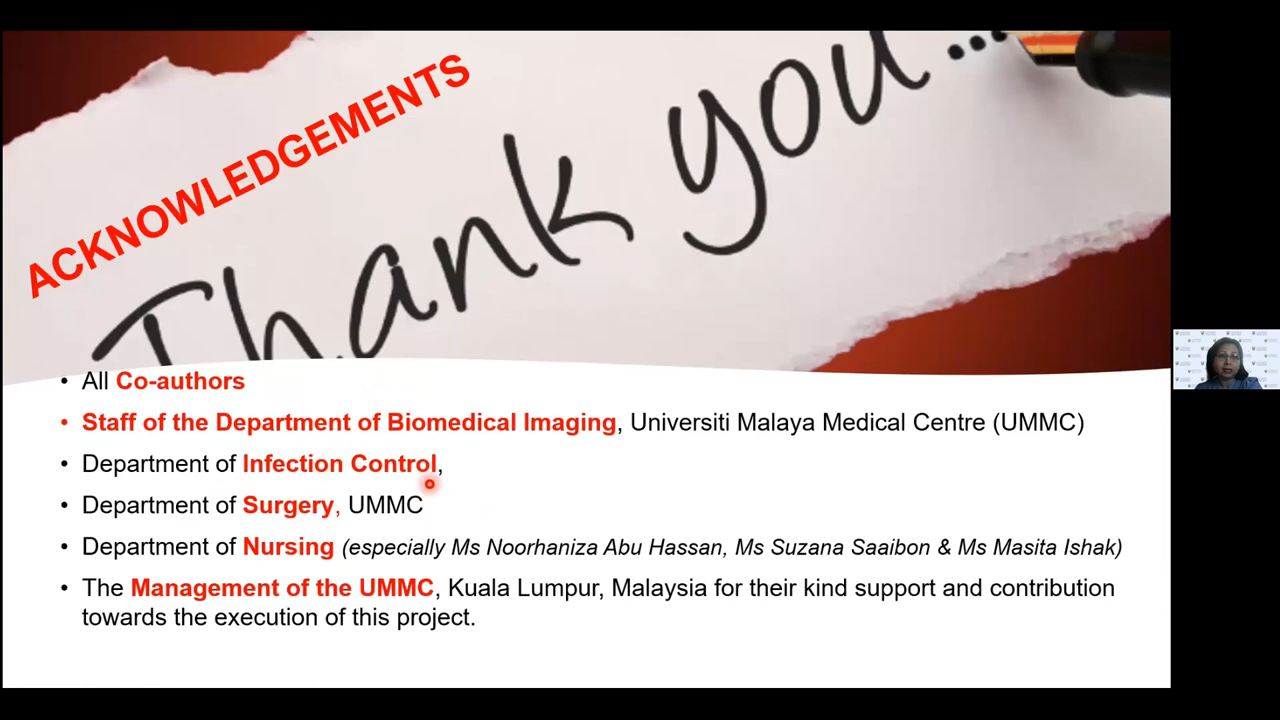 ACKNOWLEDGEMENTS
Thank you...
• All Co-authors
• Staff of the Department of Biomedical Imaging, Universiti Malaya Medical Centre (UMMC)
• Department of Infection Control,
• Department of Surgery, UMMC
• Department of Nursing (especially Ms Noorhaniza Abu Hassan, Ms Suzana Saaibon & Ms Masita Ishak)
• The Management of the UMMC, Kuala Lumpur, Malaysia for their kind support and contribution
towards the execution of this project.